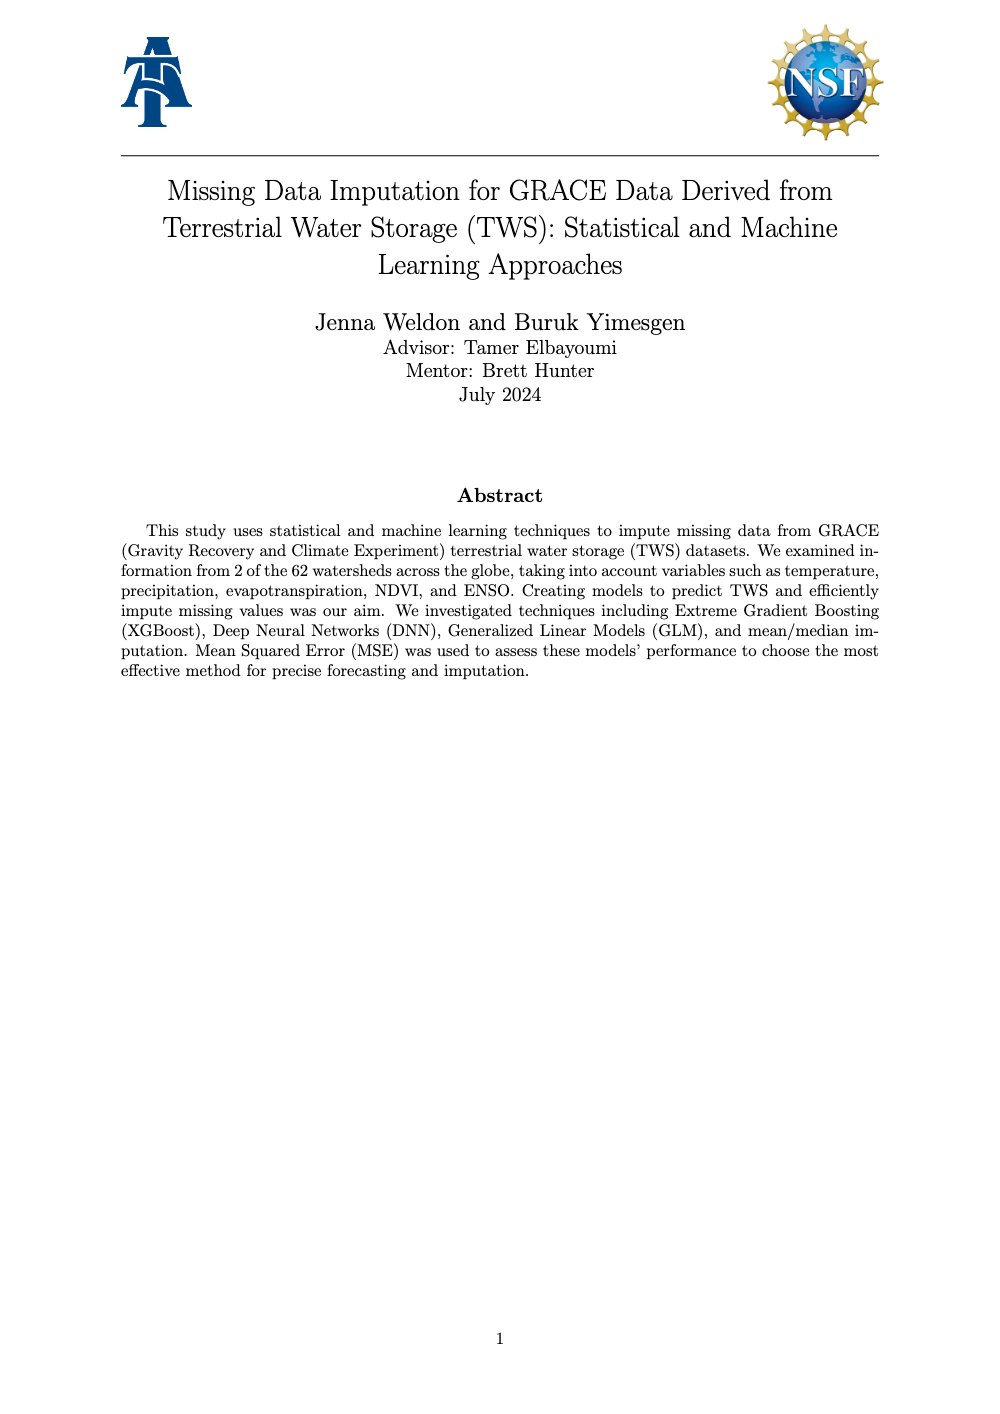 AT
NSF
Missing Data Imputation for GRACE Data Derived from
Terrestrial Water Storage (TWS): Statistical and Machine
Learning Approaches
Jenna Weldon and Buruk Yimesgen
Advisor: Tamer Elbayoumi
Mentor: Brett Hunter
July 2024
Abstract
This study uses statistical and machine learning techniques to impute missing data from GRACE
(Gravity Recovery and Climate Experiment) terrestrial water storage (TWS) datasets. We examined in-
formation from 2 of the 62 watersheds across the globe, taking into account variables such as temperature,
precipitation, evapotranspiration, NDVI, and ENSO. Creating models to predict TWS and efficiently
impute missing values was our aim. We investigated techniques including Extreme Gradient Boosting
(XGBoost), Deep Neural Networks (DNN), Generalized Linear Models (GLM), and mean/median im-
putation. Mean Squared Error (MSE) was used to assess these models' performance to choose the most
effective method for precise forecasting and imputation.
1